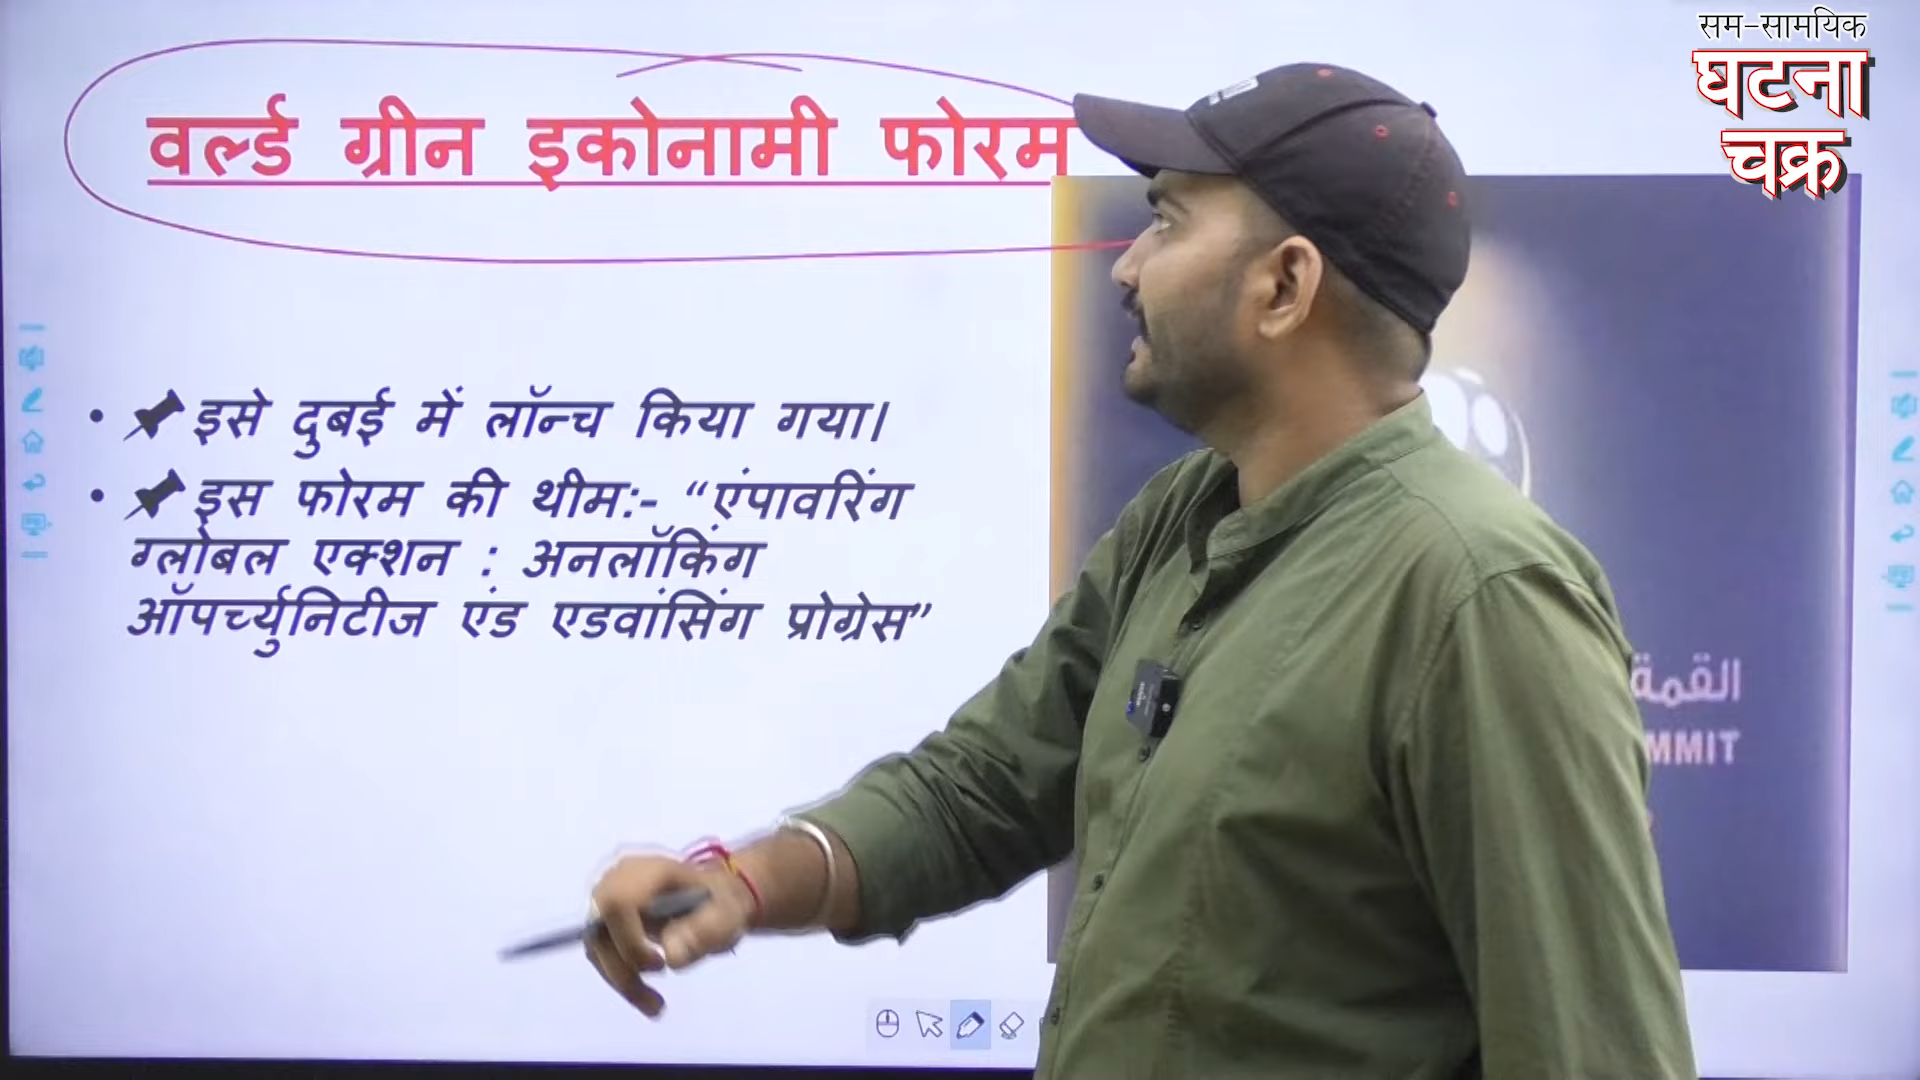 सम-सामयिक
घटना
चक्र
वर्ल्ड ग्रीन इकोनामी फोरम
• इसे दुबई में लॉन्च किया गया।
• इस फोरम की थीम:- “एंपावरिंग
ग्लोबल एक्शन : अनलॉकिंग
ऑपर्च्युनिटीज एंड एडवांसिंग प्रोग्रेस”
القمة
MMIT